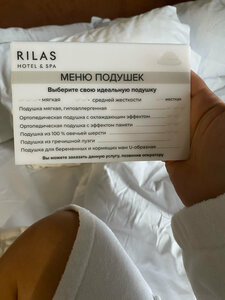 RILAS
HOTEL & SPA
МЕНЮ ПОДУШЕК
Выберите свою идеальную подушку
- мягкая - средней жесткости - жесткая
Подушка мягкая, гипоаллергенная
Ортопедическая подушка с охлаждающим эффектом
Ортопедическая подушка с эффектом памяти
Подушка из 100 % овечьей шерсти
Подушка из гречишной лузги
Подушка для беременных и кормящих мам U-образная
Вы можете заказать данную услугу, позвонив оператору